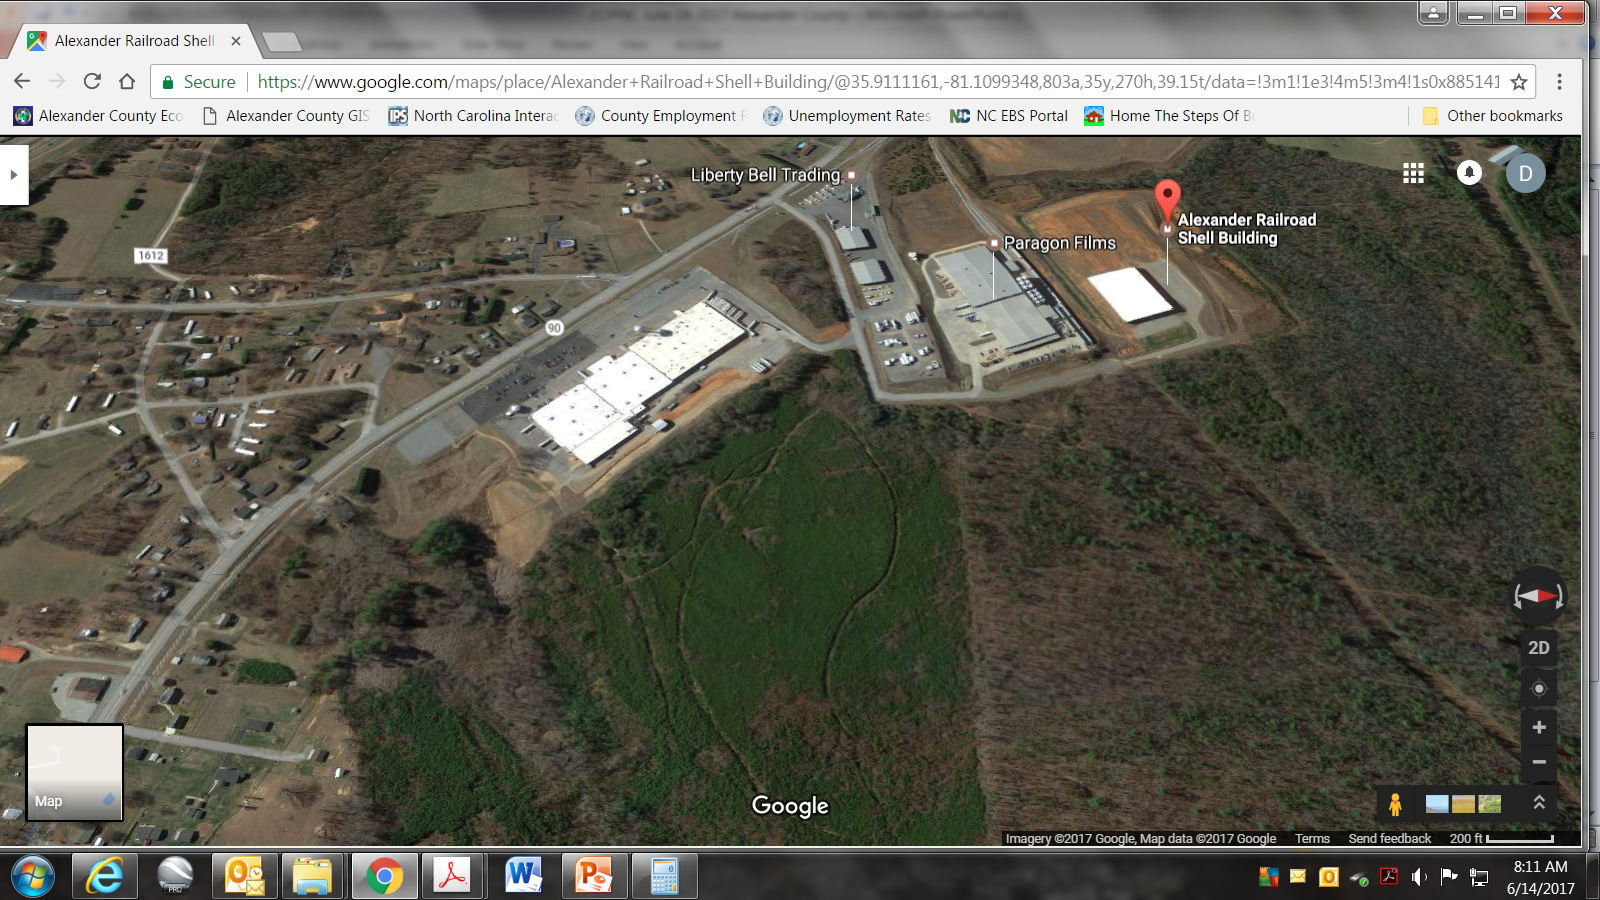 Alexander Railroad Shell
Secure
https://www.google.com/maps/place/Alexander+Railroad+Shell+Building/@35.9111161,-81.1099348,803a,35y,270h,39.15t/data=!3m1!1e3!4m5!3m4!1s0x885141
Alexander County Eco
Alexander County GIS
North Carolina Interac
County Employment F
Unemployment Rates
NC EBS Portal
Home The Steps Of Bu
Other bookmarks
Liberty Bell Trading
D
Alexander Railroad
Shell Building
Paragon Films
1612
90
2D
Map
Google
Imagery ©2017 Google, Map data ©2017 Google
Terms
Send feedback
200 ft
PRO
8:11 AM
6/14/2017